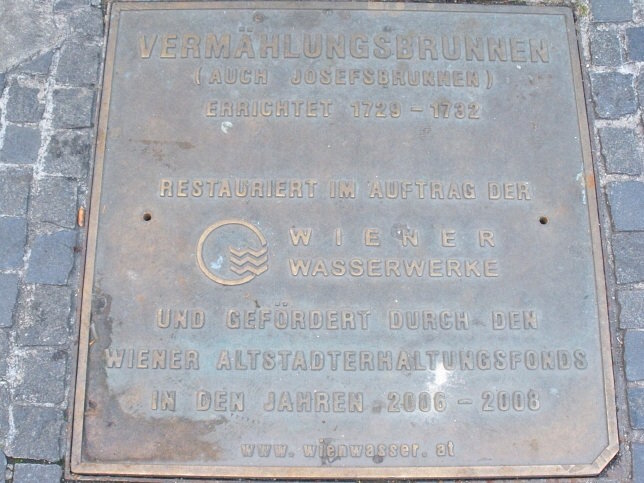 VERMÄHLUNGSBRUNNEN
(AUCH JOSEFSBRUNNEN)
ERRICHTET 1729 - 1732
RESTAURIERT IM AUFTRAG DER
WIENER
WASSERWERKE
UND GEFÖRDERT DURCH DEN
WIENER ALTSTADTERHALTUNGSFONDS
IN DEN JAHREN 2006 - 2008
www.wienwasser.at